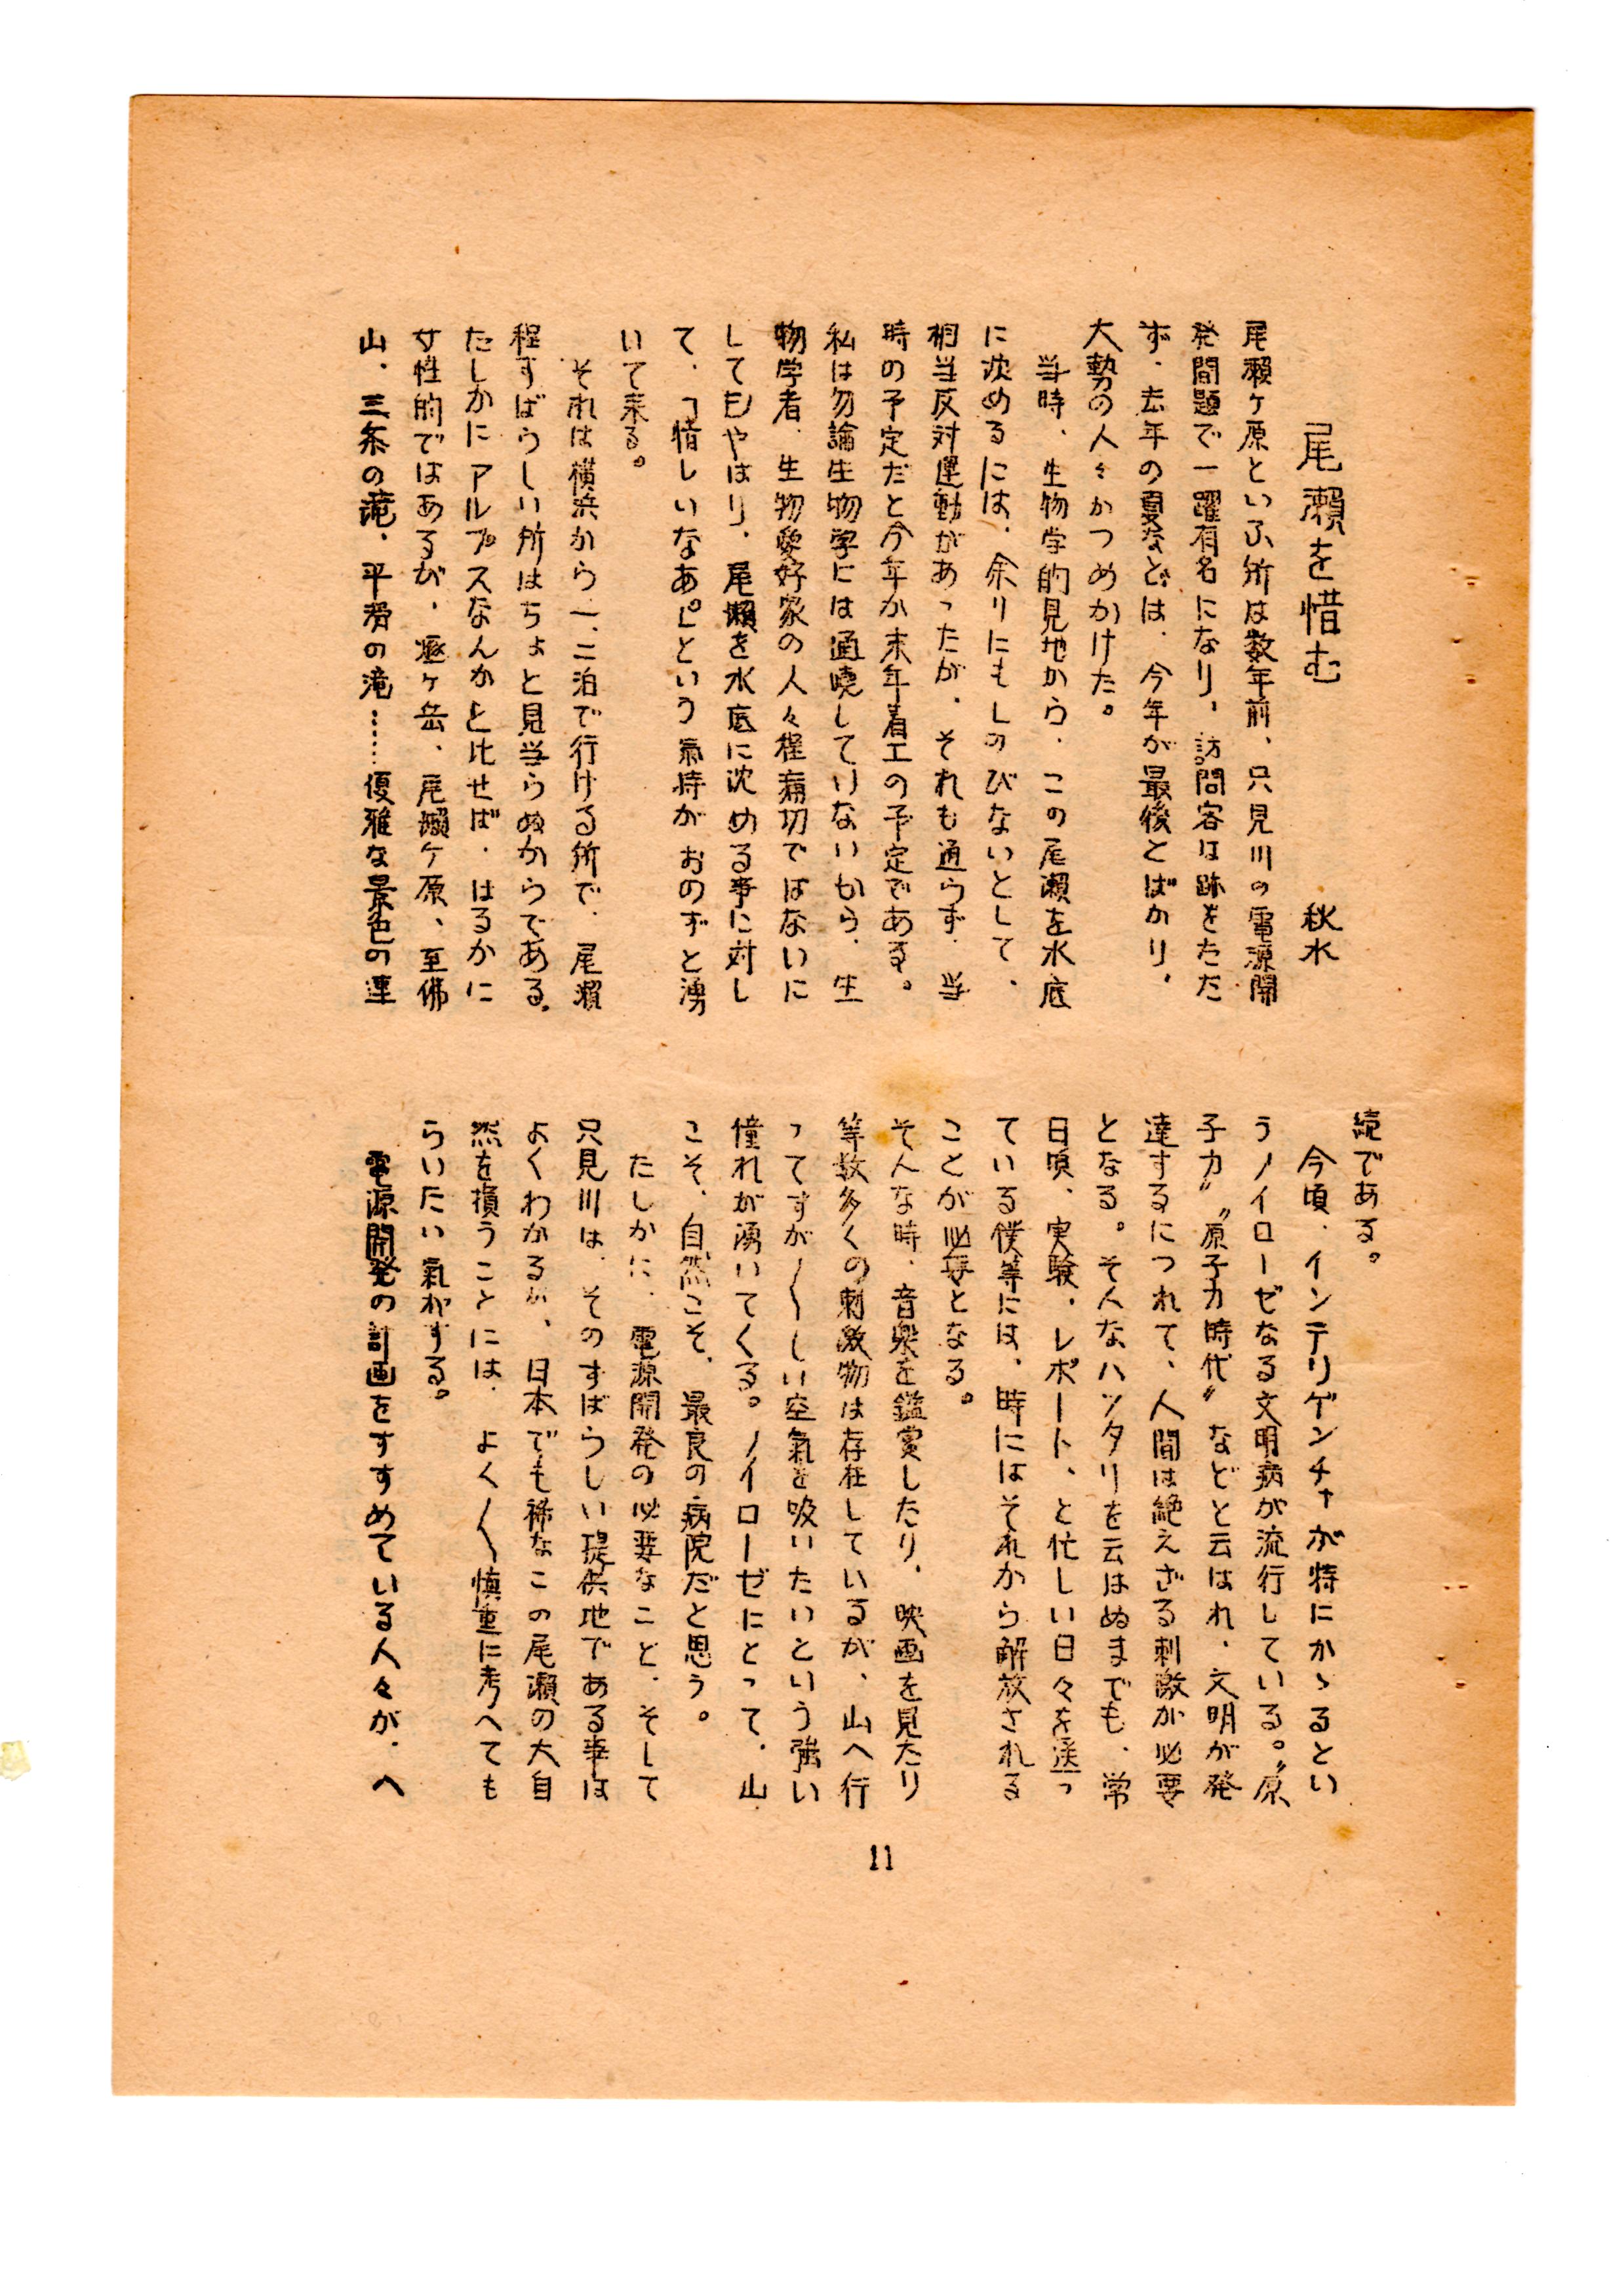 尾瀬を惜む　秋水
尾瀬ヶ原といふ所は数年前、只見川の電源開
発問題で一躍有名になり、訪問客は跡をたた
ず、去年の夏などは、今年が最後とばかり、
大勢の人々がつめかけた。
当時、生物学的見地から、この尾瀬を水底
に沈めるには、余りにもしのびないとして、
相当反対運動があったが、それも通らず、当
時の予定だと今年か来年着工の予定である。
私は勿論生物学には通暁していないから、生
物学者、生物愛好家の人々程痛切ではないに
してもやはり、尾瀬を水底に沈める事に対し
て、「惜しいなあ。」という氣持がおのずと湧
いて来る。
それは横浜から一、二泊で行ける所で、尾瀬
程すばらしい所はちょと見当らぬからである。
たしかにアルプスなんかと比せば、はるかに
女性的ではあるが、燧ヶ岳、尾瀬ヶ原、至佛
山、三条の滝、平滑の滝……優雅な景色の連
続である。
今頃、インテリゲンチャが特にかゝるとい
うノイローゼなる文明病が流行している。〝原
子力〟〝原子力時代〟などと云はれ、文明が発
達するにつれて、人間は絶えざる刺激が必要
となる。そんなハッタリを云はぬまでも、常
日頃、実験、レポート、と忙しい日々を送っ
ている僕等には、時にはそれから解放される
ことが必要となる。
そんな時、音楽を鑑賞したり、映画を見たり
等数多くの刺激物は存在しているが、山へ行
ってすが〱しい空氣を吸いたいという強い
憧れが湧いてくる。ノイローゼにとって、山
こそ、自然こそ、最良の病院だと思う。
たしかに、電源開発の必要なこと、そして
只見川は、そのすばらしい提供地である事は
よくわかるが、日本でも稀なこの尾瀬の大自
然を損うことには、よく〱慎重に考へても
らいたい氣がする。
電源開発の計画をすすめている人々が、へ
11